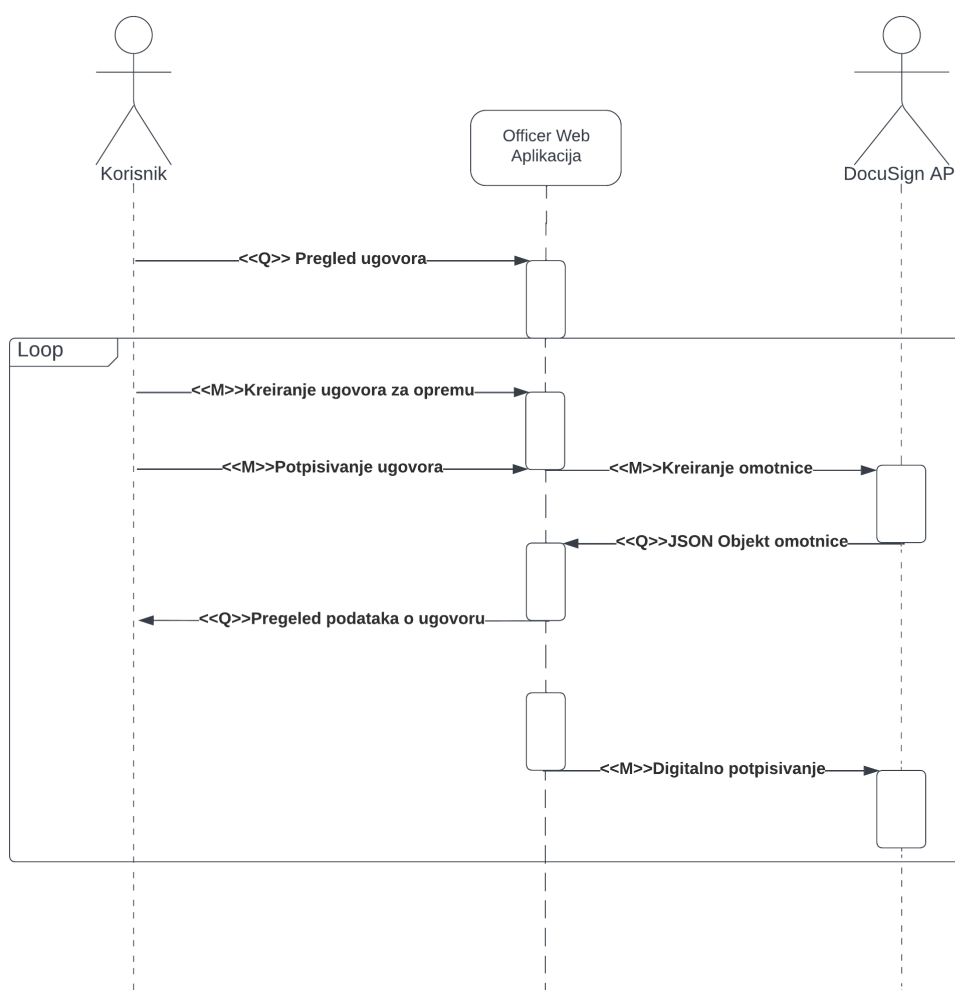 Officer Web
Aplikacija
Korisnik
DocuSign AP
<<Q>> Pregled ugovora
Loop
<<M>>Kreiranje ugovora za opremu
<<M>>Potpisivanje ugovora
<<M>>Kreiranje omotnice
<<Q>>JSON Objekt omotnice
<<Q>>Pregeled podataka o ugovoru
<<M>>Digitalno potpisivanje